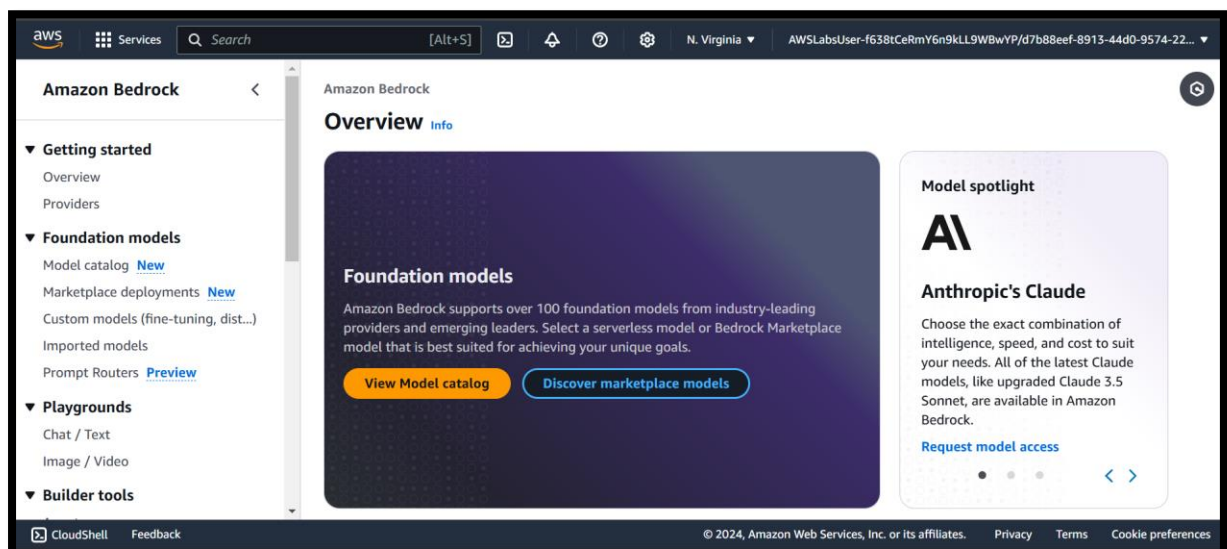 aws
Services
Search
[Alt+S]
N. Virginia
AWSLabsUser-f638tCeRmY6n9kLL9WBwYP/d7b88eef-8913-44d0-9574-22...
Amazon Bedrock
Getting started
Overview
Providers
Foundation models
Model catalog New
Marketplace deployments New
Custom models (fine-tuning, dist...)
Imported models
Prompt Routers Preview
Playgrounds
Chat / Text
Image / Video
Builder tools
Amazon Bedrock
Overview Info
Foundation models
Amazon Bedrock supports over 100 foundation models from industry-leading
providers and emerging leaders. Select a serverless model or Bedrock Marketplace
model that is best suited for achieving your unique goals.
View Model catalog
Discover marketplace models
Model spotlight
A\
Anthropic's Claude
Choose the exact combination of
intelligence, speed, and cost to suit
your needs. All of the latest Claude
models, like upgraded Claude 3.5
Sonnet, are available in Amazon
Bedrock.
Request model access
CloudShell
Feedback
© 2024, Amazon Web Services, Inc. or its affiliates.
Privacy
Terms
Cookie preferences